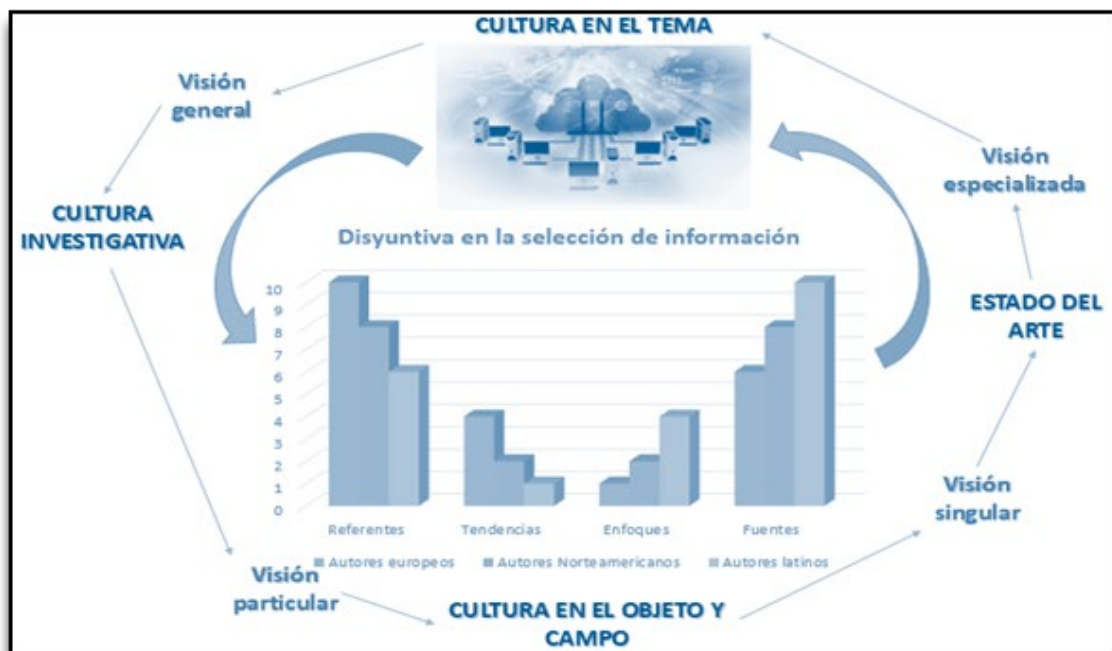 CULTURA EN EL TEMA
Visión
general
Visión
especializada
CULTURA
INVESTIGATIVA
Disyuntiva en la selección de información
ESTADO DEL
ARTE
10
9
8
7
6
5
4
3
2
1
0
Referentes Tendencias Enfoques Fuentes
Autores europeos Autores Norteamericanos Autores latinos
Visión
singular
Visión
particular
CULTURA EN EL OBJETO Y
CAMPO